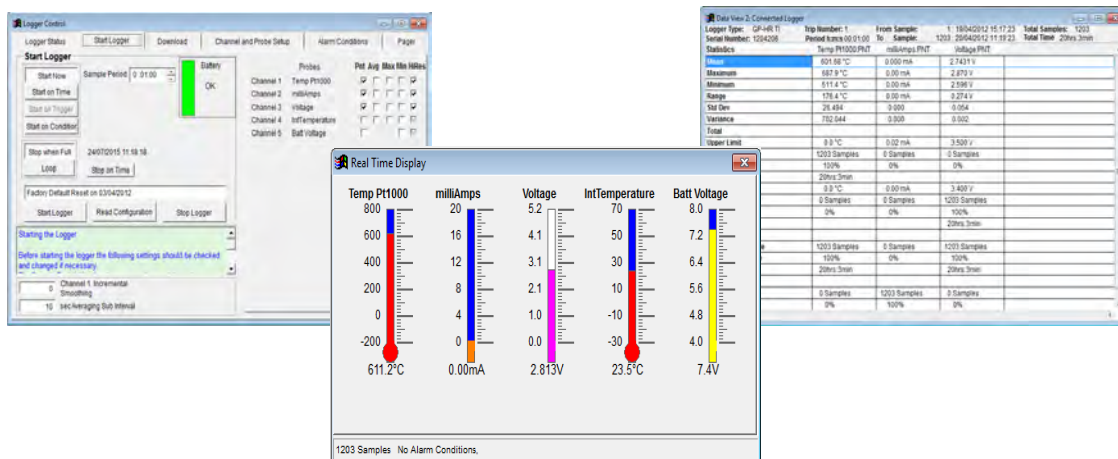 Logger Control
Logger Status Start Logger Download Channel and Probe Setup Alarm Conditions Pager
Start Logger
Start Now Sample Period 0:01:00 Battery
OK
Start on Time
Start on Trigger
Start on Condition
Probes Pnt Avg Max Min HiRes
Channel 1 Temp Pt1000
Channel 2 milliAmps
Channel 3 Voltage
Channel 4 IntTemperature
Channel 5 Batt Voltage
Stop when Full 24/07/2015 11:18:18
Loop Stop on Time
Factory Default Reset on 03/04/2012
Start Logger Read Configuration Stop Logger
Starting the Logger
Before starting the logger the following settings should be checked
and changed if necessary.
0 Channel 1 Incremental
Smoothing
10 sec Averaging Sub Interval
Data View 2: Converted Logger
Logger Type: GP-HR TI Trip Number: 1 From Sample: 1: 19/04/2012 15:17:23 Total Samples: 1203
Serial Number: 1204206 Period h:m:s 00:01:00 To Sample: 1203: 20/04/2012 11:19:23 Total Time 20hrs:3min
Statistics Temp Pt1000.PNT milliAmps.PNT Voltage.PNT
Mean 601.58 °C 0.000 mA 2.7431 V
Maximum 687.9 °C 0.00 mA 2.870 V
Minimum 511.4 °C 0.00 mA 2.596 V
Range 176.4 °C 0.00 mA 0.274 V
Std Dev 26.494 0.000 0.054
Variance 702.044 0.000 0.002
Total
Upper Limit 0.0 °C 0.02 mA 3.500 V
1203 Samples 0 Samples 0 Samples
100% 0% 0%
20hrs:3min
0.0 °C 0.00 mA 3.400 V
0 Samples 0 Samples 1203 Samples
0% 0% 100%
20hrs:3min
1203 Samples 0 Samples 1203 Samples
100% 0% 100%
20hrs:3min 20hrs:3min
0 Samples 1203 Samples 0 Samples
0% 100% 0%
Real Time Display
Temp Pt1000 milliAmps Voltage IntTemperature Batt Voltage
800 20 5.2 70 8.0
600 16 4.1 50 7.2
400 12 3.1 30 6.4
200 8 2.1 10 5.6
0 4 1.0 -10 4.8
-200 0 0.0 -30 4.0
611.2°C 0.00mA 2.813V 23.5°C 7.4V
1203 Samples No Alarm Conditions,